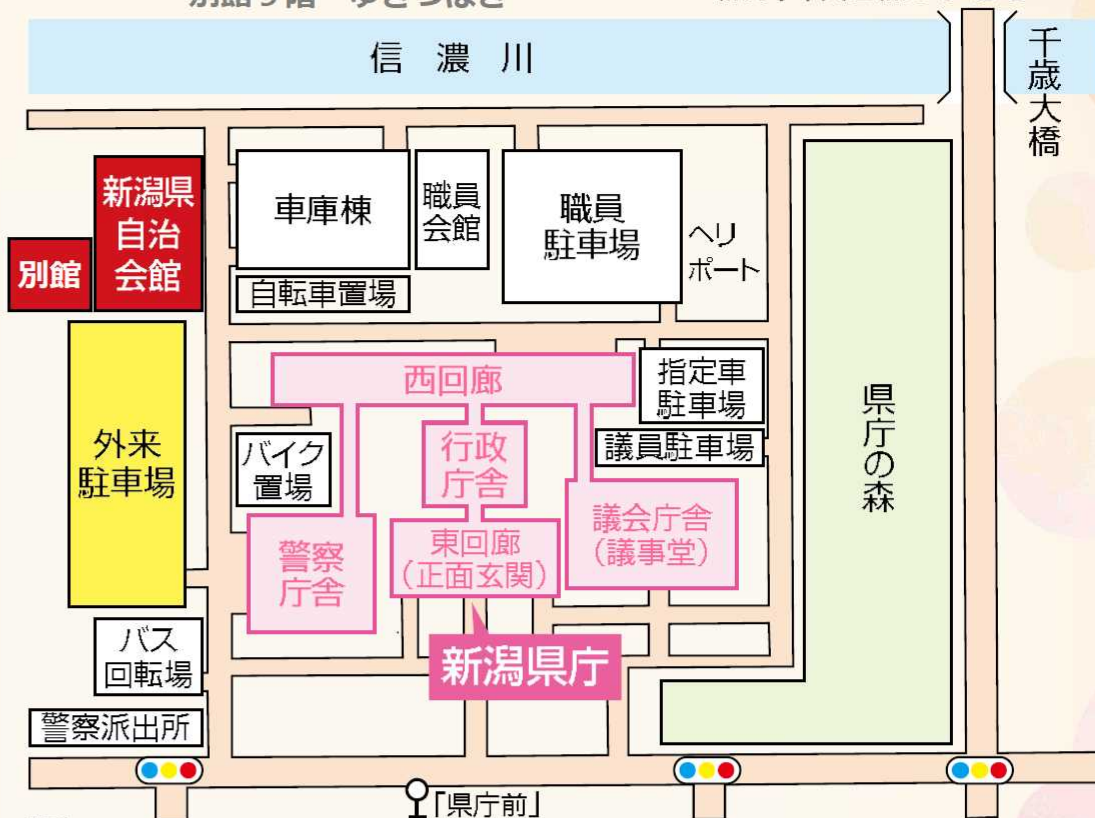 信濃川
千歳大橋
新潟県
自治
会館
別館
車庫棟
職員
会館
職員
駐車場
ヘリ
ポート
自転車置場
西回廊
指定車
駐車場
議員駐車場
県庁の森
外来
駐車場
バイク
置場
行政
庁舎
議会庁舎
（議事堂）
警察
庁舎
東回廊
（正面玄関）
新潟県庁
バス
回転場
警察派出所
「県庁前」